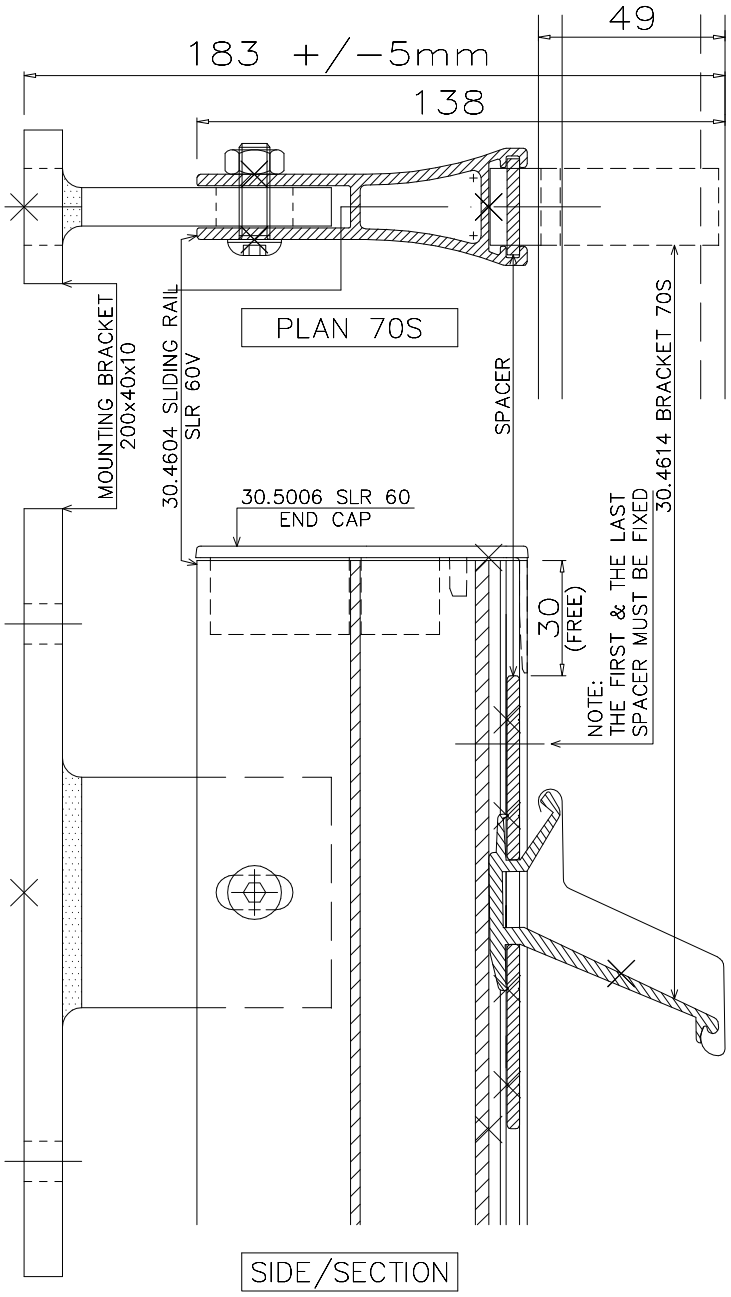 49
183 +/-5mm
138
PLAN 70S
MOUNTING BRACKET
200x40x10
30.4604 SLIDING RAIL
SLR 60V
SPACER
30.4614 BRACKET 70S
30.5006 SLR 60
END CAP
30
(FREE)
NOTE:
THE FIRST & THE LAST
SPACER MUST BE FIXED
SIDE/SECTION